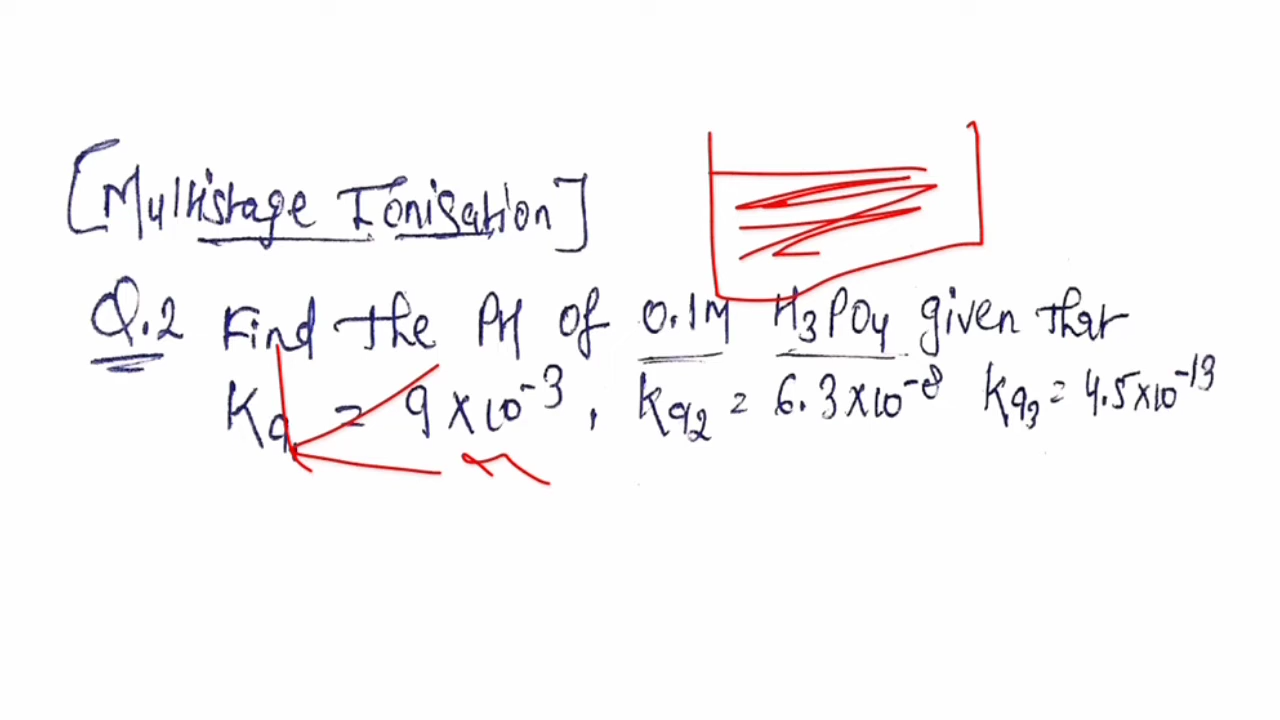 [Multistage Ionisation]
Q.2 Find the PH of 0.1M H₃PO₄ given that
Ka₁ = 9 × 10⁻³, Ka₂ = 6.3×10⁻⁸ Ka₃ = 4.5×10⁻¹³